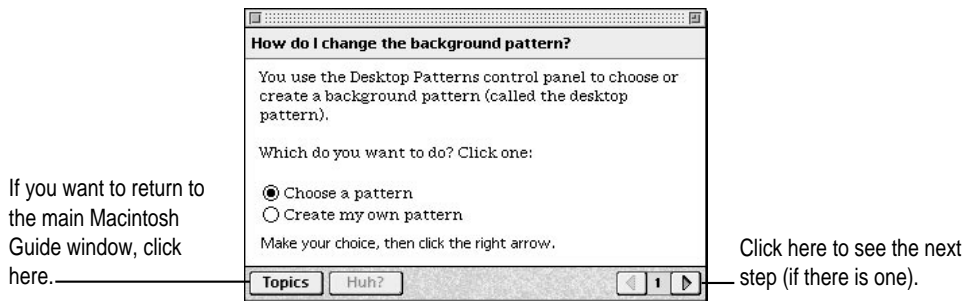 How do I change the background pattern?
You use the Desktop Patterns control panel to choose or
create a background pattern (called the desktop
pattern).
Which do you want to do? Click one:
Choose a pattern
Create my own pattern
Make your choice, then click the right arrow.
Topics Huh? 1
If you want to return to
the main Macintosh
Guide window, click
here.
Click here to see the next
step (if there is one).